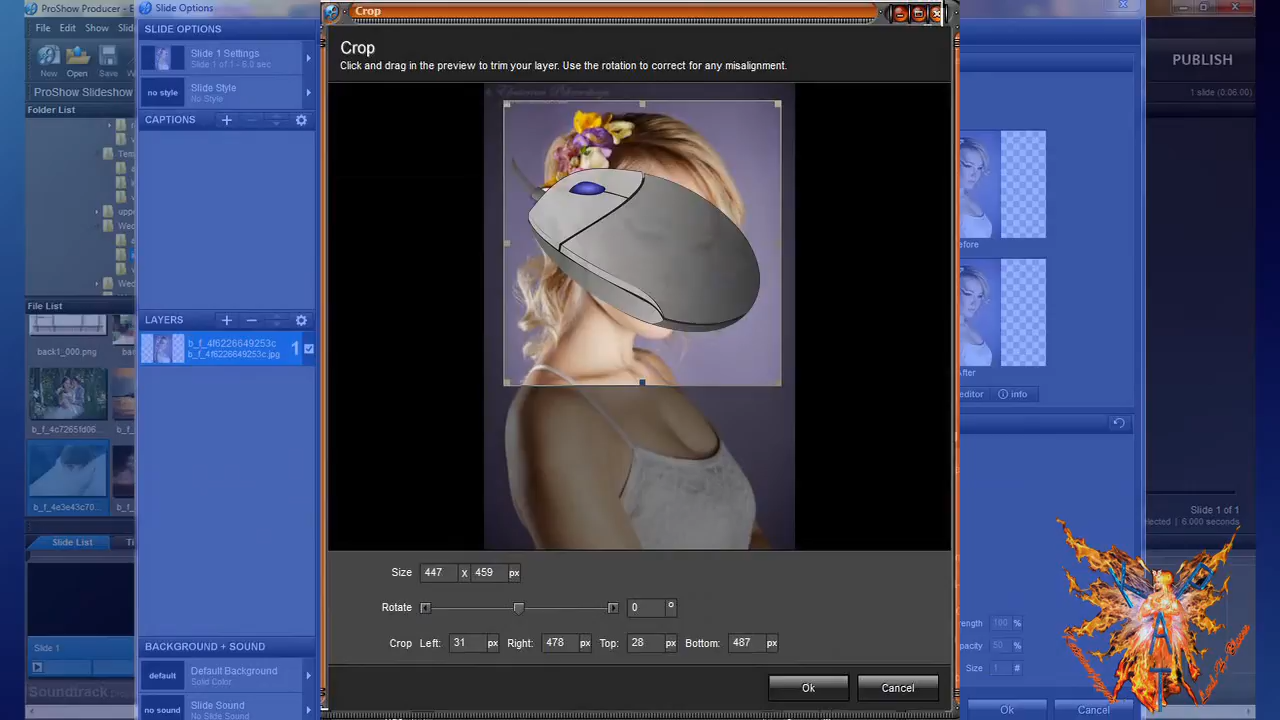 ProShow Producer
Slide Options
Crop
File Edit Show
SLIDE OPTIONS
Slide 1 Settings
Slide 1 of 1 - 6.0 sec
no style
Slide Style
No Style
New Open
ProShow Slideshow
Folder List
CAPTIONS
Crop
Click and drag in the preview to trim your layer. Use the rotation to correct for any misalignment.
PUBLISH
1 slide (0.06.00)
File List
LAYERS
b_f_4f6226649253c
b_f_4f6226649253c.jpg
1
back1_000.png
b_f_4c7265fd06...
b_f_4e3e43c70...
info
Slide List
Slide 1
Slide 1 of 1
6.000 seconds
Size 447 x 459 px
Rotate 0 °
Crop Left: 31 px Right: 478 px Top: 28 px Bottom: 487 px
100 %
50 %
Size 1 #
BACKGROUND + SOUND
default
Default Background
Solid Color
no sound
Slide Sound
No Slide Sound
Soundtrack
Ok Cancel
Ok Cancel